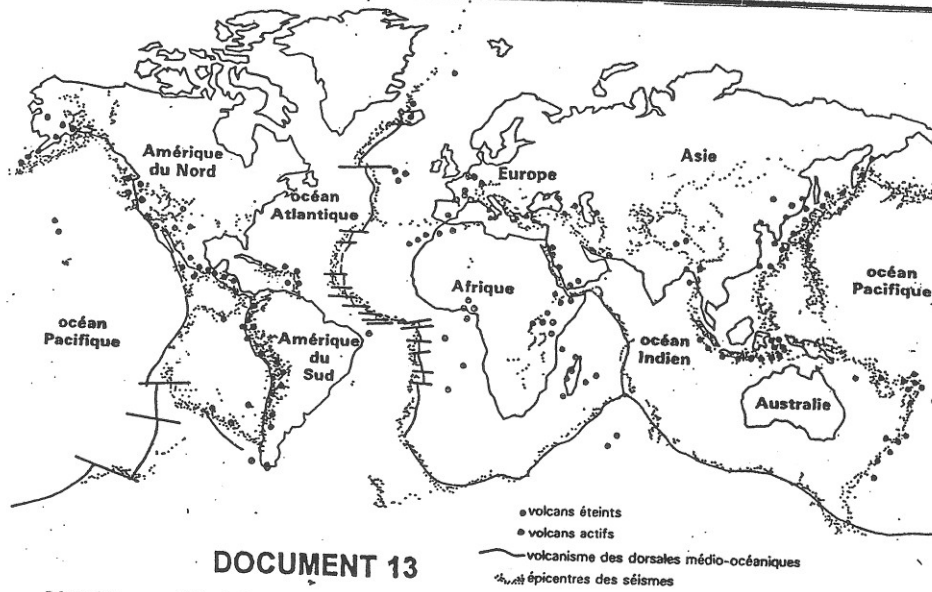 Amérique
du Nord
océan
Atlantique
Europe
Asie
océan
Pacifique
Afrique
océan
Pacifique
Amérique
du
Sud
océan
Indien
Australie
volcans éteints
volcans actifs
volcanisme des dorsales médio-océaniques
épicentres des séismes
DOCUMENT 13